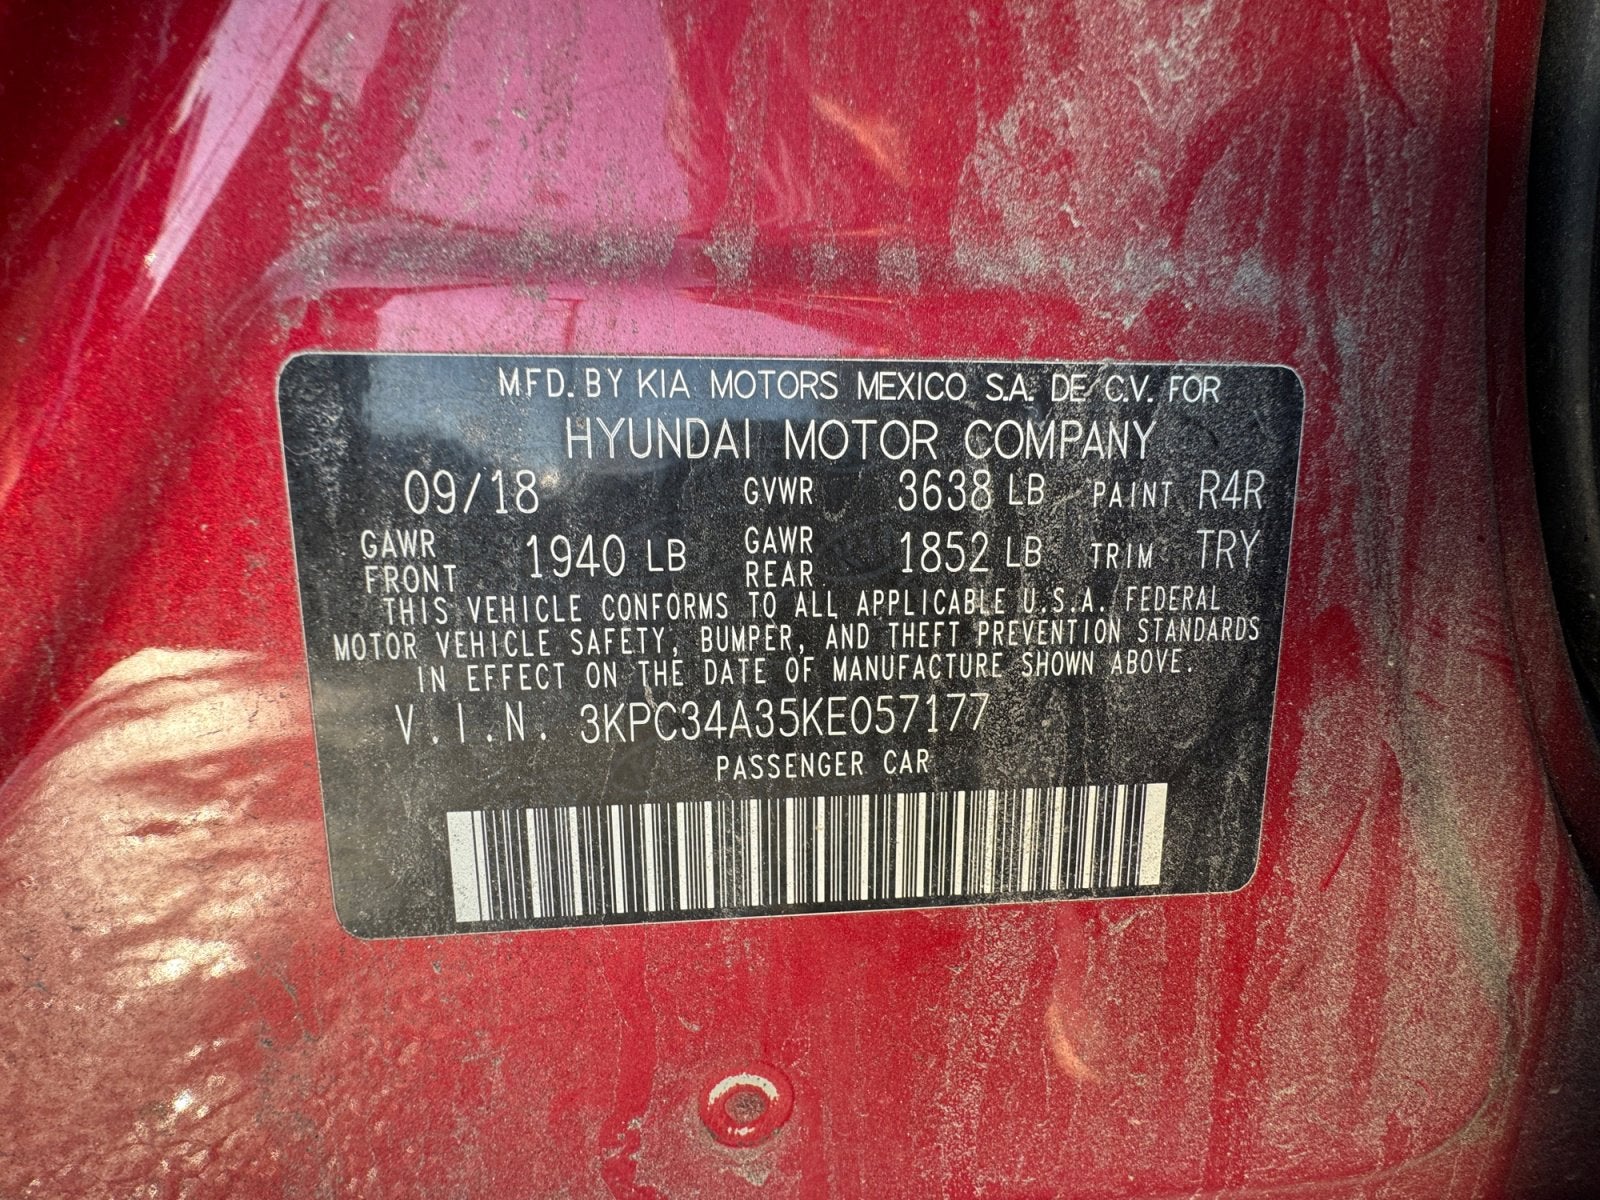 MFD. BY KIA MOTORS MEXICO S.A. DE C.V. FOR
HYUNDAI MOTOR COMPANY
09/18 GVWR 3638 LB PAINT R4R
GAWR FRONT 1940 LB GAWR REAR 1852 LB TRIM TRY
THIS VEHICLE CONFORMS TO ALL APPLICABLE U.S.A. FEDERAL
MOTOR VEHICLE SAFETY, BUMPER, AND THEFT PREVENTION STANDARDS
IN EFFECT ON THE DATE OF MANUFACTURE SHOWN ABOVE.
V.I.N. 3KPC34A35KE057177
PASSENGER CAR